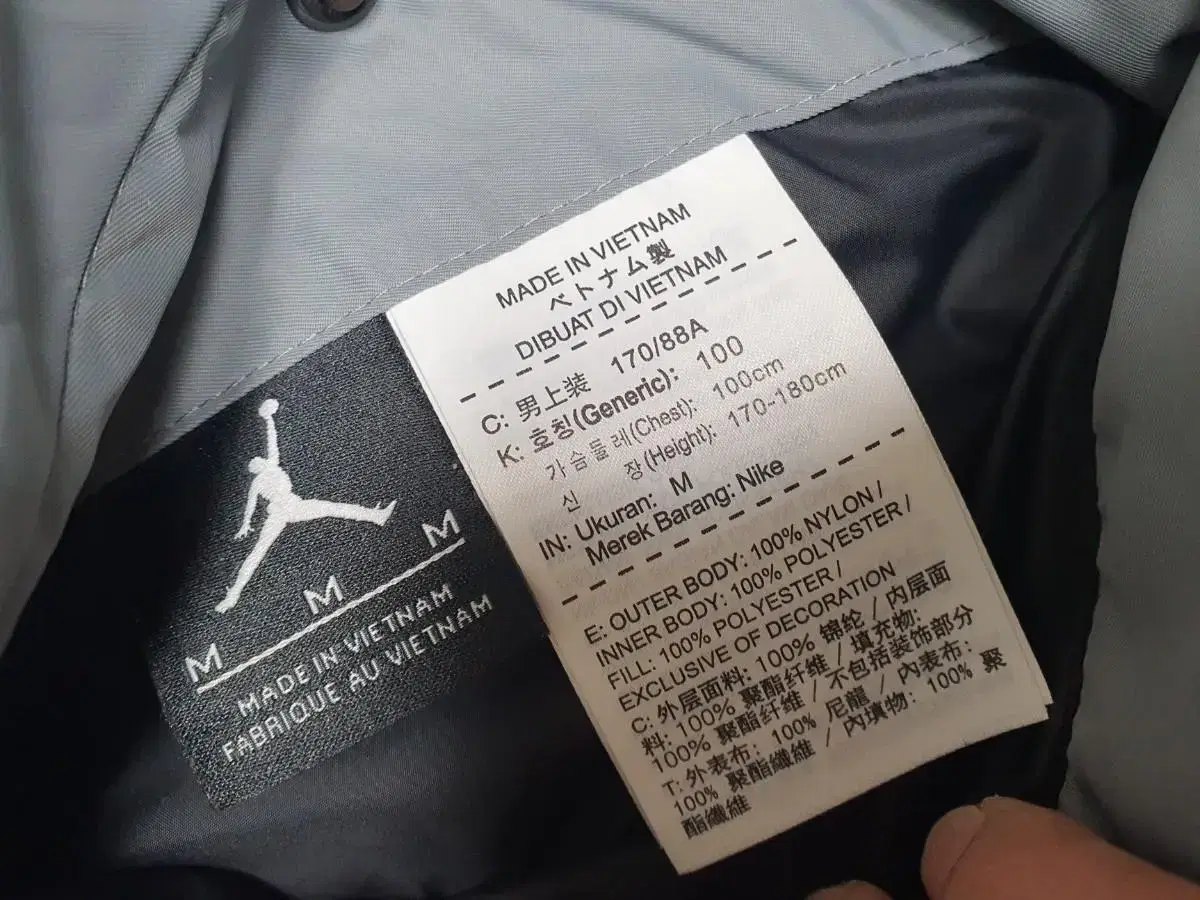 M
M
M
MADE IN VIETNAM
FABRIQUE AU VIETNAM
MADE IN VIETNAM
ベトナム製
DIBUAT DI VIETNAM
C: 男上装 170/88A
K: 호칭(Generic): 100
가슴둘레(Chest): 100cm
신 장(Height): 170-180cm
IN: Ukuran: M
Merek Barang: Nike
E: OUTER BODY: 100% NYLON /
INNER BODY: 100% POLYESTER /
FILL: 100% POLYESTER /
EXCLUSIVE OF DECORATION
C: 外层面料: 100% 锦纶 / 内层面
料: 100% 聚酯纤维 / 填充物:
100% 聚酯纤维 / 不包括装饰部分
T: 外表布: 100% 尼龍 / 內表布:
100% 聚酯纖維 / 內填物: 100% 聚
酯纖維